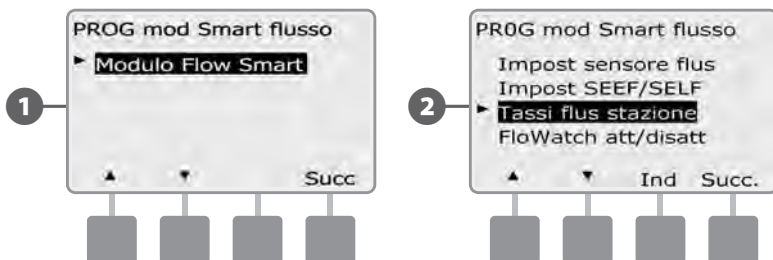 1
PROG mod Smart flusso
Modulo Flow Smart
Succ
2
PR0G mod Smart flusso
Impost sensore flus
Impost SEEF/SELF
Tassi flus stazione
FloWatch att/disatt
Ind Succ.